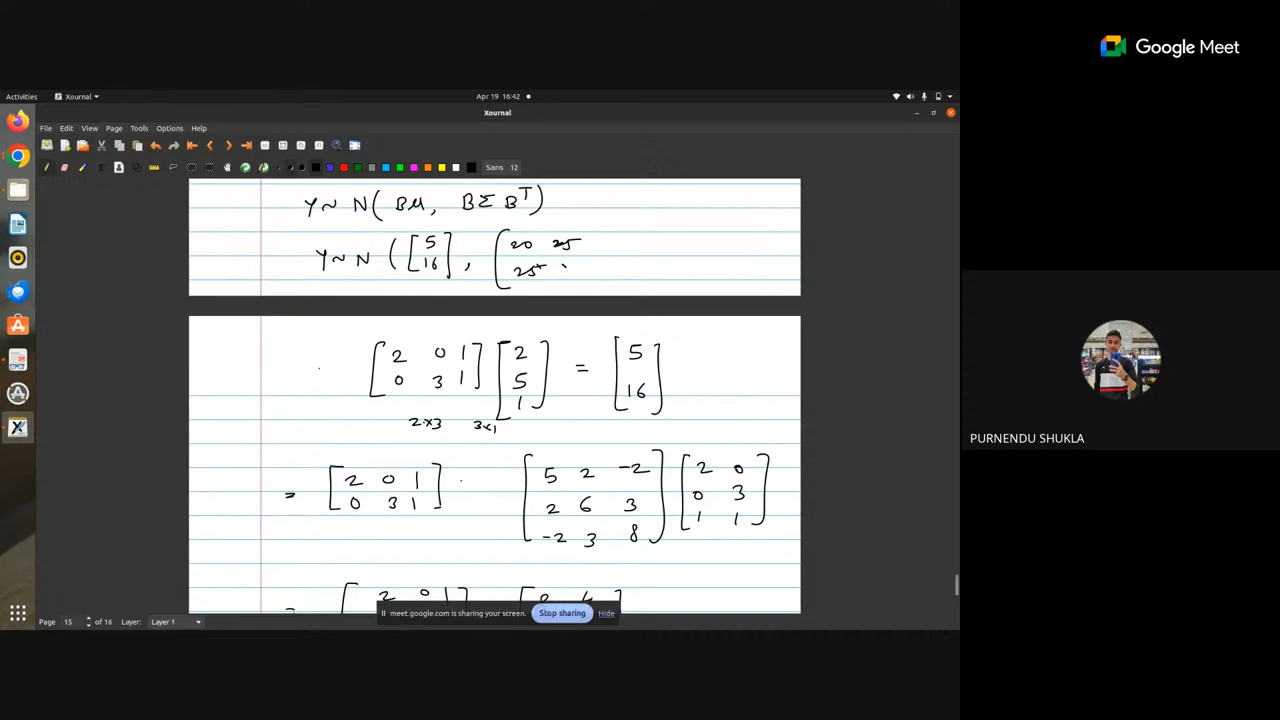 Google Meet
Activities Xournal Apr 19 16:42
Xournal
File Edit View Page Tools Options Help
Sans 12
Y~ N( Bμ, BΣ B^T)
Y~ N ( [5 16], [20 25
25
[2 0 1 [2 [5
0 3 1] 5 = 16]
1]
2×3 3×1
= [2 0 1 [5 2 -2 [2 0
0 3 1] 2 6 3 0 3
-2 3 8] 1 1]
= [2 0 1
meet.google.com is sharing your screen. Stop sharing Hide
Page 15 of 16 Layer: Layer 1
PURNENDU SHUKLA